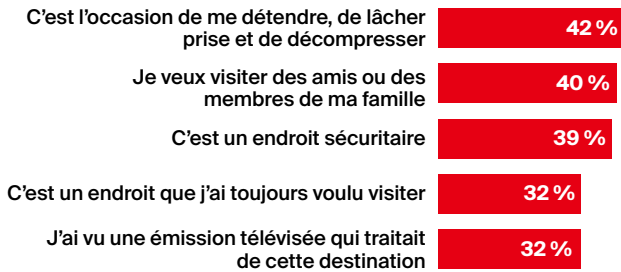 C’est l’occasion de me détendre, de lâcher
prise et de décompresser
42 %
Je veux visiter des amis ou des
membres de ma famille
40 %
C’est un endroit sécuritaire
39 %
C’est un endroit que j’ai toujours voulu visiter
32 %
J’ai vu une émission télévisée qui traitait
de cette destination
32 %